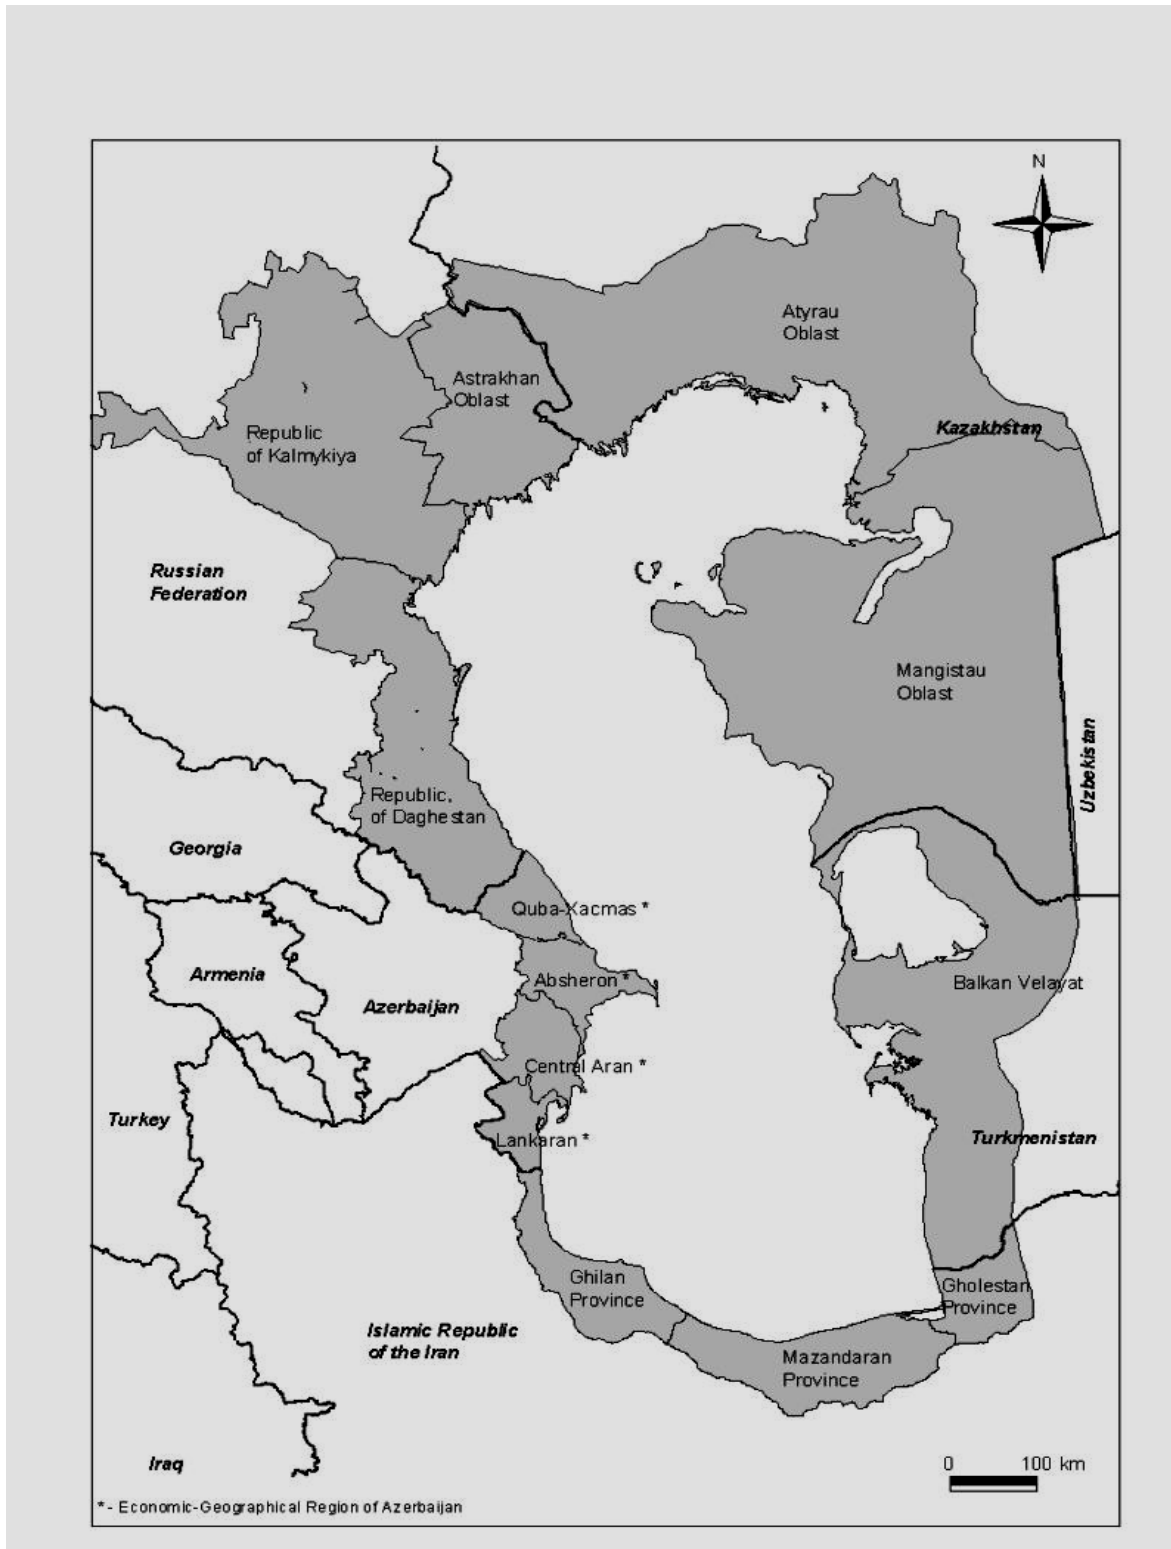 N
Atyrau
Oblast
Astrakhan
Oblast
Kazakhstan
Republic
of Kalmykiya
Russian
Federation
Mangistau
Oblast
Uzbekistan
Republic.
of Daghestan
Georgia
Quba-Xacmas *
Armenia
Absheron *
Balkan Velayat
Azerbaijan
Central Aran *
Turkey
Lankaran *
Turkmenistan
Ghilan
Province
Gholestan
Province
Islamic Republic
of the Iran
Mazandaran
Province
Iraq
0 100 km
* - Economic-Geographical Region of Azerbaijan